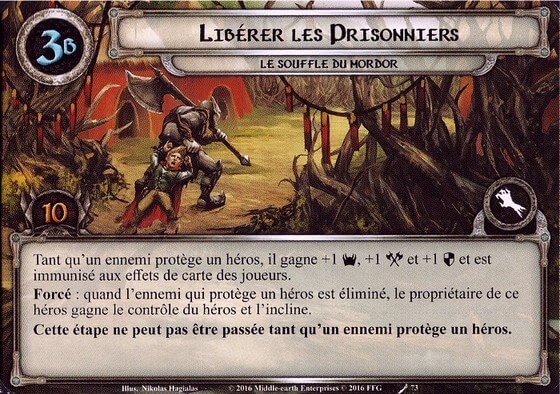 3B
LIBÉRER LES PRISONNIERS
LE SOUFFLE DU MORDOR
10
Tant qu'un ennemi protège un héros, il gagne +1 , +1 et +1 et est
immunisé aux effets de carte des joueurs.
Forcé : quand l'ennemi qui protège un héros est éliminé, le propriétaire de ce
héros gagne le contrôle du héros et l'incline.
Cette étape ne peut pas être passée tant qu'un ennemi protège un héros.
Illus. Nikolas Hagialas © 2016 Middle-earth Enterprises © 2016 FFG 73